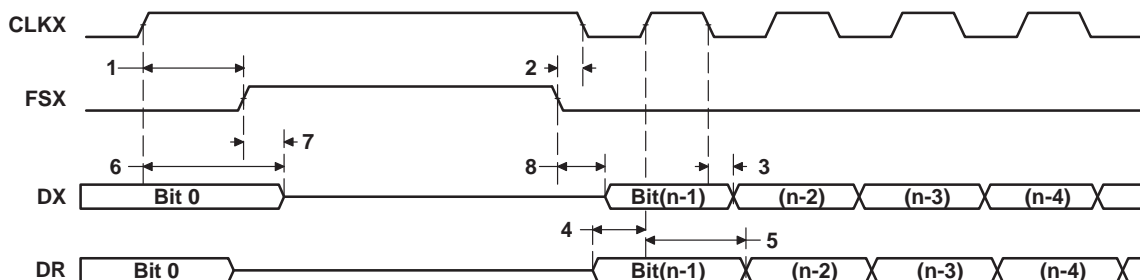 CLKX
1 2
FSX
7
6 8 3
DX Bit 0 Bit(n-1) (n-2) (n-3) (n-4)
4 5
DR Bit 0 Bit(n-1) (n-2) (n-3) (n-4)